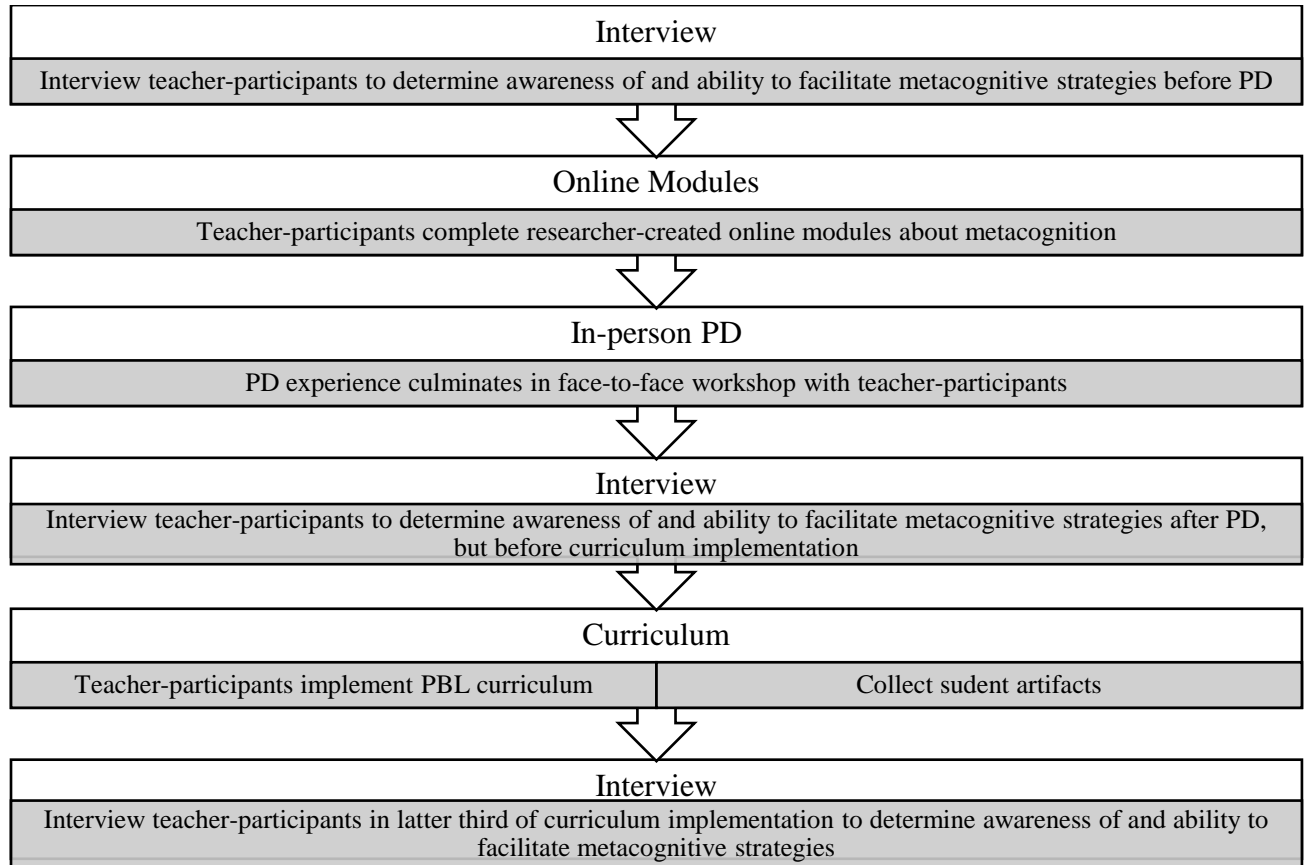 Interview
Interview teacher-participants to determine awareness of and ability to facilitate metacognitive strategies before PD
Online Modules
Teacher-participants complete researcher-created online modules about metacognition
In-person PD
PD experience culminates in face-to-face workshop with teacher-participants
Interview
Interview teacher-participants to determine awareness of and ability to facilitate metacognitive strategies after PD,
but before curriculum implementation
Curriculum
Teacher-participants implement PBL curriculum
Collect sudent artifacts
Interview
Interview teacher-participants in latter third of curriculum implementation to determine awareness of and ability to
facilitate metacognitive strategies